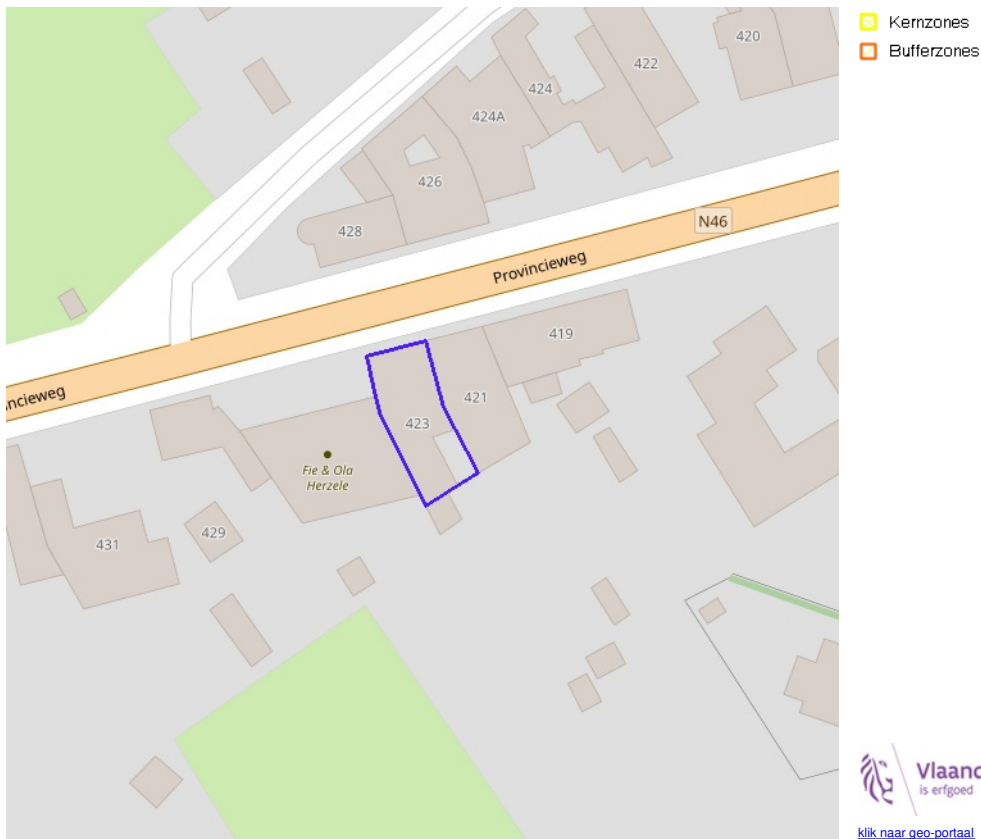 Kernzones
Bufferzones
420
422
424
424A
426
428
N46
Provincieweg
419
421
423
ncieweg
Fie & Ola
Herzele
429
431
Vlaand
is erfgoed
klik naar geo-portaal